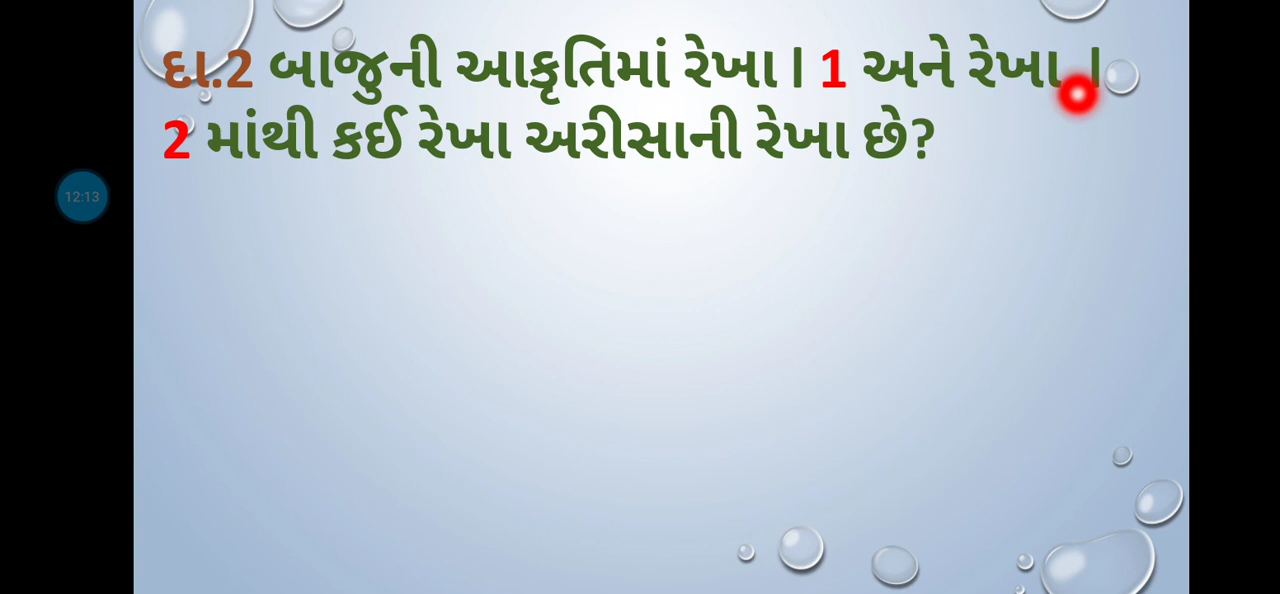 દા.2 બાજુની આકૃતિમાં રેખા l 1 અને રેખા l
2 માંથી કઈ રેખા અરીસાની રેખા છે?
12:13